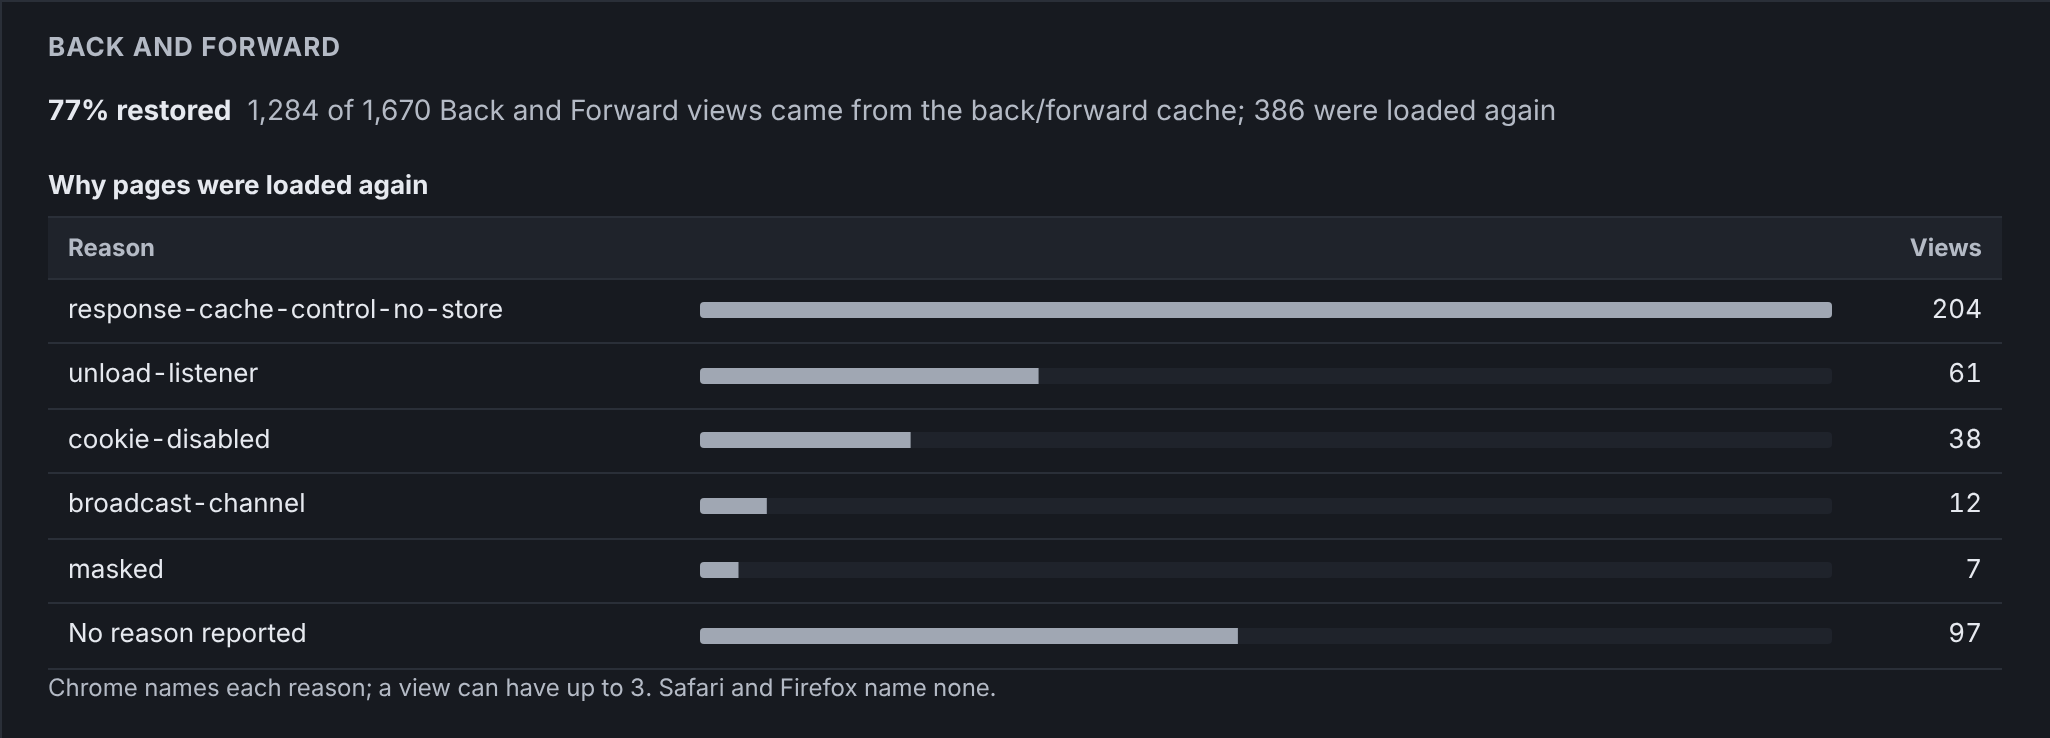 BACK AND FORWARD
77% restored 1,284 of 1,670 Back and Forward views came from the back/forward cache; 386 were loaded again
Why pages were loaded again
Reason Views
response-cache-control-no-store 204
unload-listener 61
cookie-disabled 38
broadcast-channel 12
masked 7
No reason reported 97
Chrome names each reason; a view can have up to 3. Safari and Firefox name none.